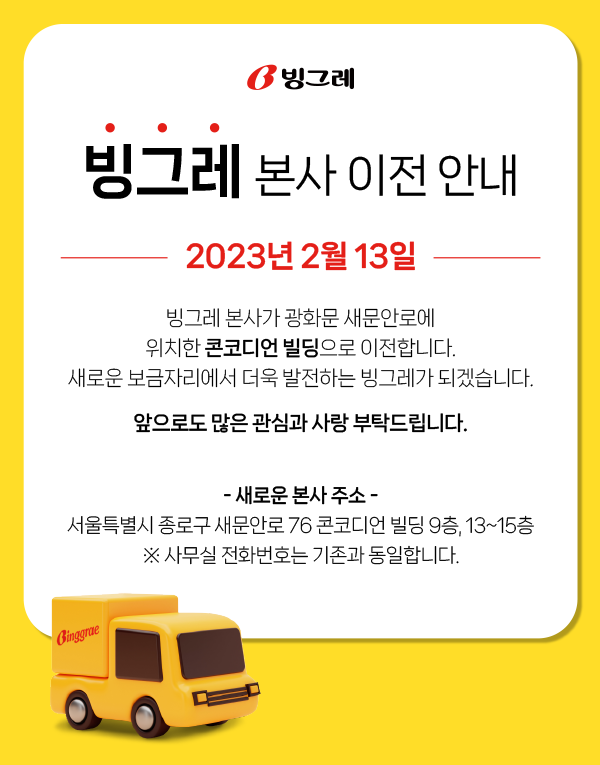 빙그레
빙그레 본사 이전 안내
2023년 2월 13일
빙그레 본사가 광화문 새문안로에
위치한 콘코디언 빌딩으로 이전합니다.
새로운 보금자리에서 더욱 발전하는 빙그레가 되겠습니다.
앞으로도 많은 관심과 사랑 부탁드립니다.
- 새로운 본사 주소 -
서울특별시 종로구 새문안로 76 콘코디언 빌딩 9층, 13~15층
※ 사무실 전화번호는 기존과 동일합니다.
Binggrae